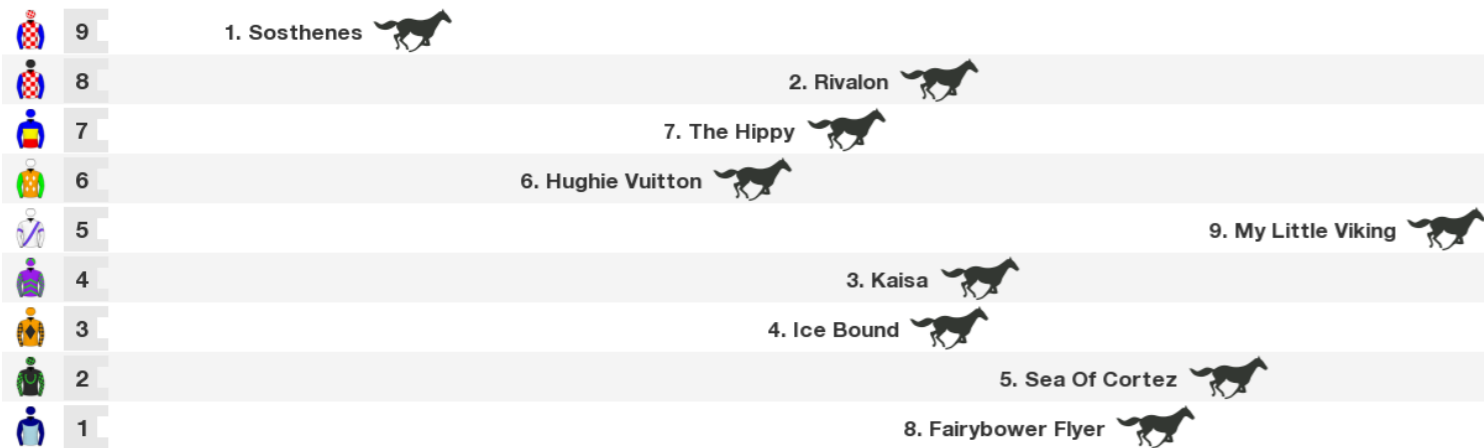 9 1. Sosthenes
8 2. Rivalon
7 7. The Hippy
6 6. Hughie Vuitton
5 9. My Little Viking
4 3. Kaisa
3 4. Ice Bound
2 5. Sea Of Cortez
1 8. Fairybower Flyer